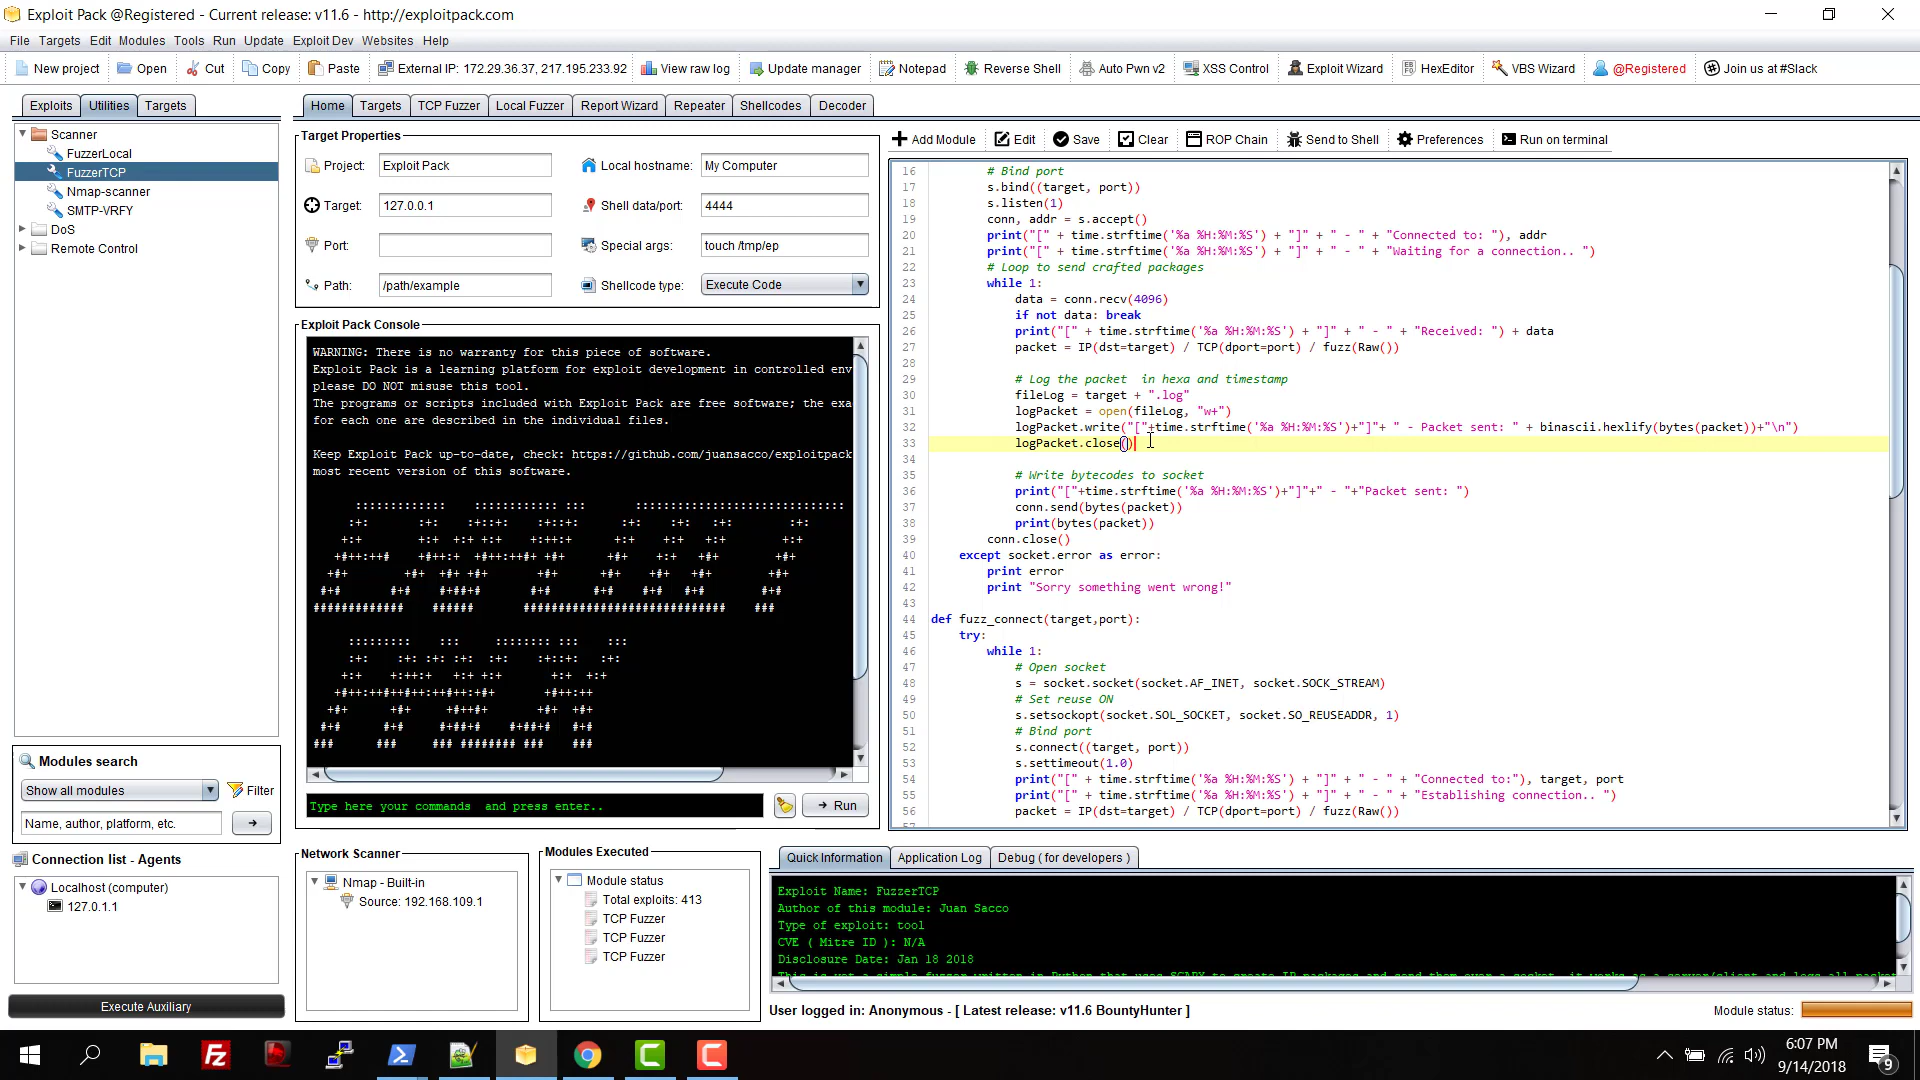 Exploit Pack @Registered - Current release: v11.6 - http://exploitpack.com
File Targets Edit Modules Tools Run Update Exploit Dev Websites Help
New project Open Cut Copy Paste External IP: 172.29.36.37, 217.195.233.92 View raw log Update manager Notepad Reverse Shell Auto Pwn v2 XSS Control Exploit Wizard HexEditor VBS Wizard @Registered Join us at #Slack
Exploits Utilities Targets
Scanner
FuzzerLocal
FuzzerTCP
Nmap-scanner
SMTP-VRFY
DoS
Remote Control
Modules search
Show all modules Filter
Name, author, platform, etc.
Connection list - Agents
Localhost (computer)
127.0.1.1
Execute Auxiliary
Home Targets TCP Fuzzer Local Fuzzer Report Wizard Repeater Shellcodes Decoder
Target Properties
Project: Exploit Pack Local hostname: My Computer
Target: 127.0.0.1 Shell data/port: 4444
Port: Special args: touch /tmp/ep
Path: /path/example Shellcode type: Execute Code
Exploit Pack Console
WARNING: There is no warranty for this piece of software.
Exploit Pack is a learning platform for exploit development in controlled env
please DO NOT misuse this tool.
The programs or scripts included with Exploit Pack are free software; the exa
for each one are described in the individual files.
Keep Exploit Pack up-to-date, check: https://github.com/juansacco/exploitpack
most recent version of this software.
Type here your commands  and press enter..
Run
Network Scanner
Nmap - Built-in
Source: 192.168.109.1
Modules Executed
Module status
Total exploits: 413
TCP Fuzzer
TCP Fuzzer
TCP Fuzzer
Add Module Edit Save Clear ROP Chain Send to Shell Preferences Run on terminal
16 # Bind port
17 s.bind((target, port))
18 s.listen(1)
19 conn, addr = s.accept()
20 print("[" + time.strftime('%a %H:%M:%S') + "]" + " - " + "Connected to: "), addr
21 print("[" + time.strftime('%a %H:%M:%S') + "]" + " - " + "Waiting for a connection.. ")
22 # Loop to send crafted packages
23 while 1:
24 data = conn.recv(4096)
25 if not data: break
26 print("[" + time.strftime('%a %H:%M:%S') + "]" + " - " + "Received: ") + data
27 packet = IP(dst=target) / TCP(dport=port) / fuzz(Raw())
28
29 # Log the packet  in hexa and timestamp
30 fileLog = target + ".log"
31 logPacket = open(fileLog, "w+")
32 logPacket.write("["+time.strftime('%a %H:%M:%S')+"]"+ " - Packet sent: " + binascii.hexlify(bytes(packet))+"\n")
33 logPacket.close()
34
35 # Write bytecodes to socket
36 print("["+time.strftime('%a %H:%M:%S')+"]"+" - "+"Packet sent: ")
37 conn.send(bytes(packet))
38 print(bytes(packet))
39 conn.close()
40 except socket.error as error:
41 print error
42 print "Sorry something went wrong!"
43
44 def fuzz_connect(target,port):
45 try:
46 while 1:
47 # Open socket
48 s = socket.socket(socket.AF_INET, socket.SOCK_STREAM)
49 # Set reuse ON
50 s.setsockopt(socket.SOL_SOCKET, socket.SO_REUSEADDR, 1)
51 # Bind port
52 s.connect((target, port))
53 s.settimeout(1.0)
54 print("[" + time.strftime('%a %H:%M:%S') + "]" + " - " + "Connected to:"), target, port
55 print("[" + time.strftime('%a %H:%M:%S') + "]" + " - " + "Establishing connection.. ")
56 packet = IP(dst=target) / TCP(dport=port) / fuzz(Raw())
Quick Information Application Log Debug ( for developers )
Exploit Name: FuzzerTCP
Author of this module: Juan Sacco
Type of exploit: tool
CVE ( Mitre ID ): N/A
Disclosure Date: Jan 18 2018
User logged in: Anonymous - [ Latest release: v11.6 BountyHunter ]
Module status:
6:07 PM
9/14/2018
9